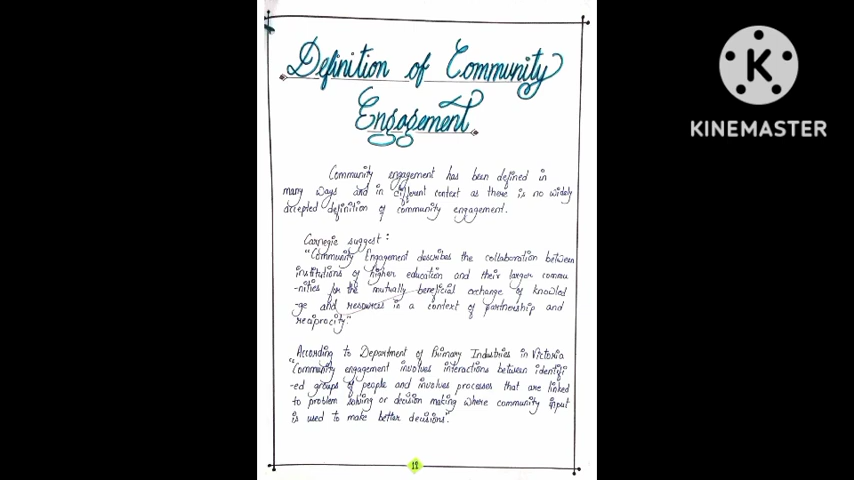 Definition of Community
Engagement
Community engagement has been defined in
many ways and in different context as there is no widely
accepted definition of community engagement.
Carnegie suggest :
"Community Engagement describes the collaboration between
institutions of higher education and their larger commu
-nities for the mutually beneficial exchange of knowled
-ge and resources in a context of partnership and
reciprocity."
According to Department of Primary Industries in Victoria
"Community engagement involves interactions between identifi
-ed groups of people and involves processes that are linked
to problem solving or decision making where community input
is used to make better decisions."
12
K
KINEMASTER